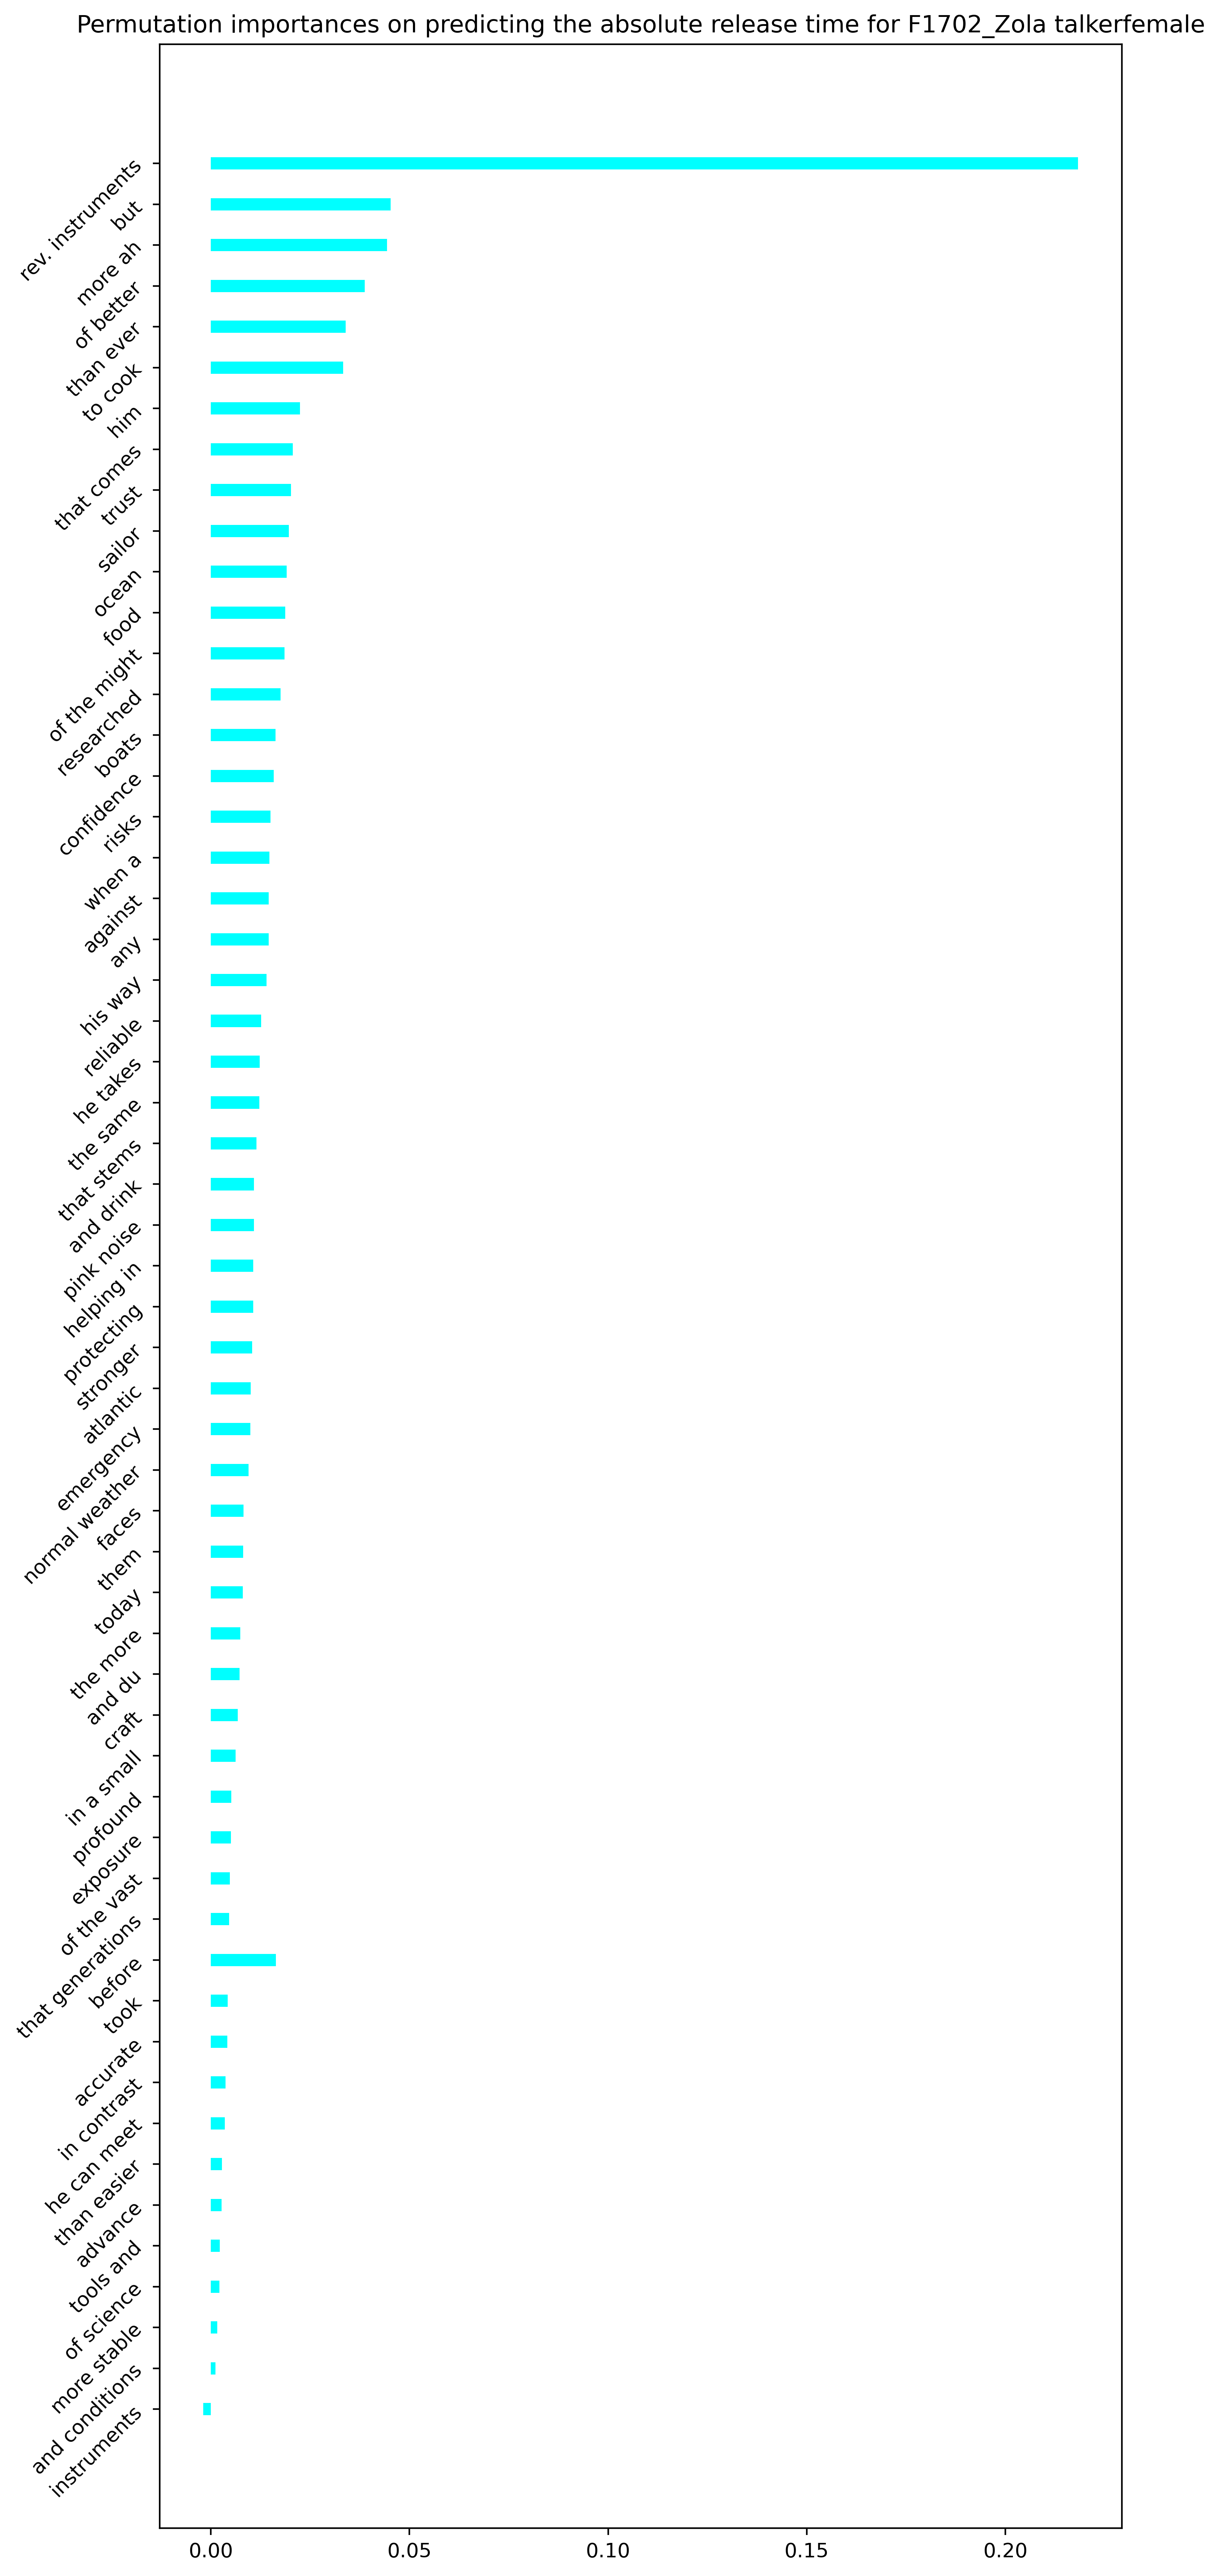 Permutation importances on predicting the absolute release time for F1702_Zola talkerfemale
rev. instruments
but
more ah
of better
than ever
to cook
him
that comes
trust
sailor
ocean
food
of the might
researched
boats
confidence
risks
when a
against
any
his way
reliable
he takes
the same
that stems
and drink
pink noise
helping in
protecting
stronger
atlantic
emergency
normal weather
faces
them
today
the more
and du
craft
in a small
profound
exposure
of the vast
that generations
before
took
accurate
in contrast
he can meet
than easier
advance
tools and
of science
more stable
and conditions
instruments
0.00 0.05 0.10 0.15 0.20